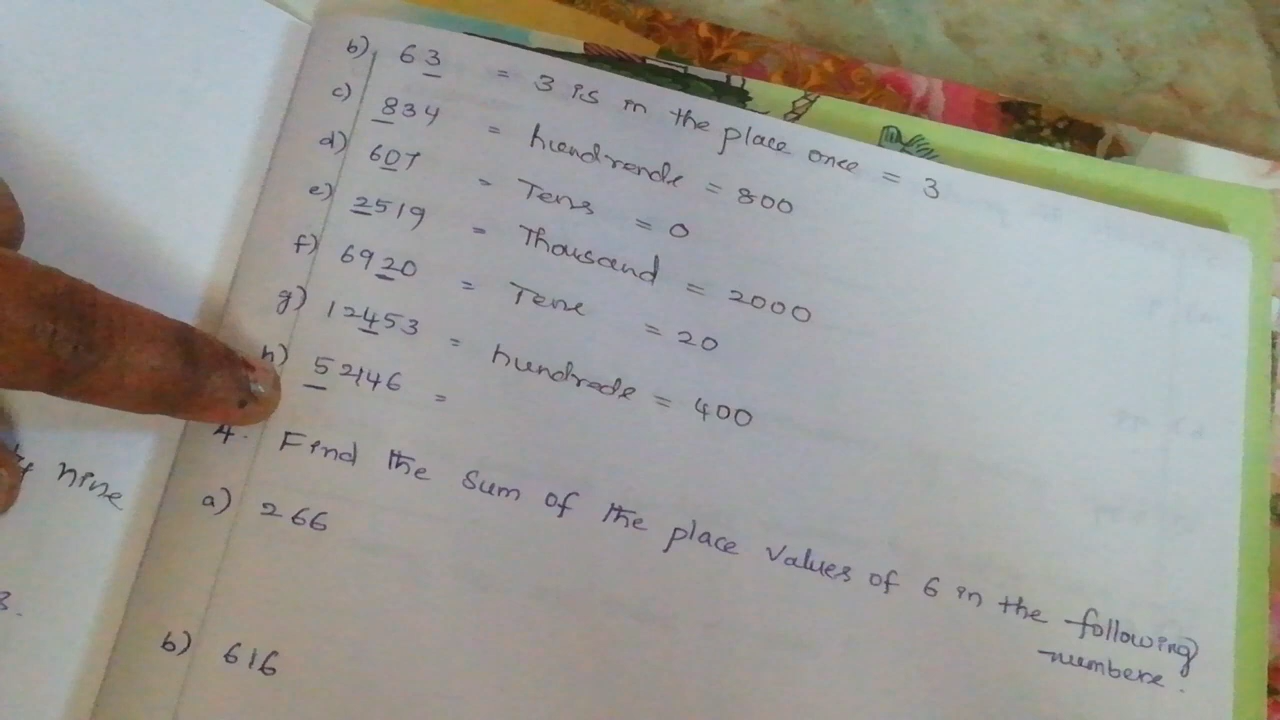 b) 63 = 3 is in the place once = 3
c) 834 = hundrends = 800
d) 607 = Tens = 0
e) 2519 = Thousand = 2000
f) 6920 = Tens = 20
g) 12453 = hundreds = 400
h) 52146 =
4. Find the sum of the place values of 6 in the following
numbers.
a) 266
b) 616
nine
3.